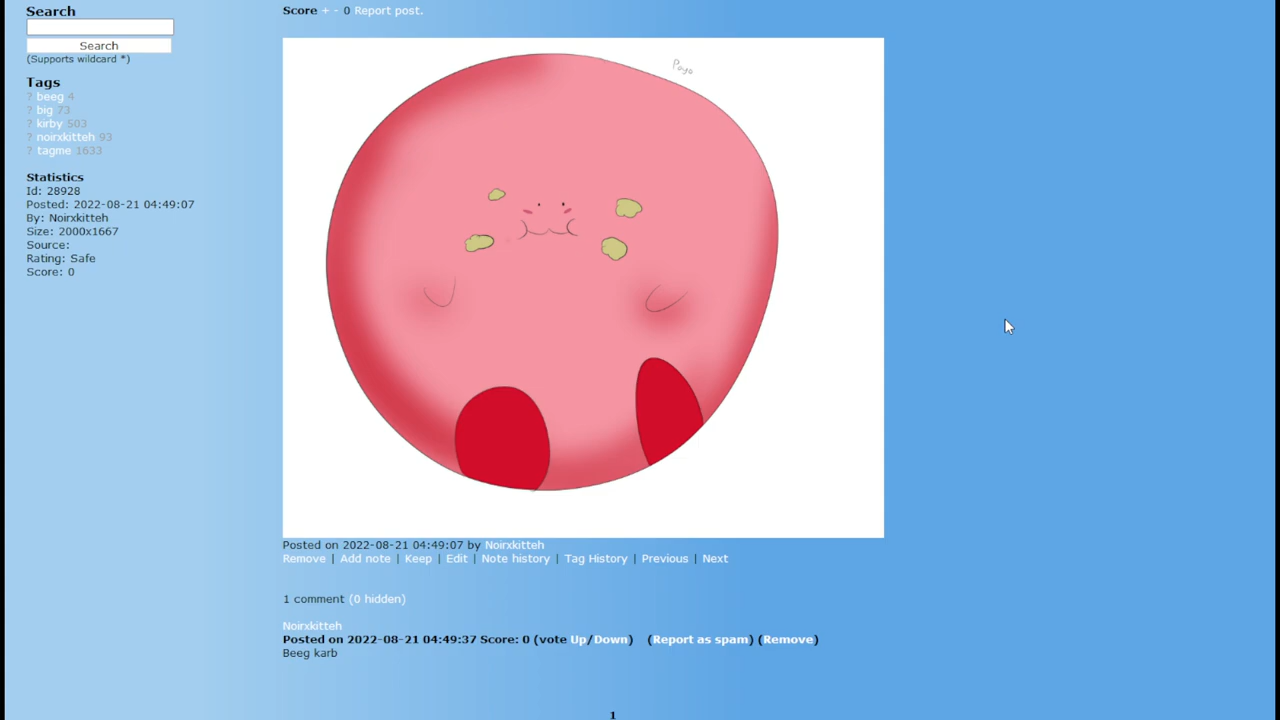 Search
Search
(Supports wildcard *)
Tags
? beeg 4
? big 73
? kirby 503
? noirxkitteh 93
? tagme 1633
Statistics
Id: 28928
Posted: 2022-08-21 04:49:07
By: Noirxkitteh
Size: 2000x1667
Source:
Rating: Safe
Score: 0
Score + - 0 Report post.
Posted on 2022-08-21 04:49:07 by Noirxkitteh
Remove | Add note | Keep | Edit | Note history | Tag History | Previous | Next
1 comment (0 hidden)
Noirxkitteh
Posted on 2022-08-21 04:49:37 Score: 0 (vote Up/Down) (Report as spam) (Remove)
Beeg karb
1